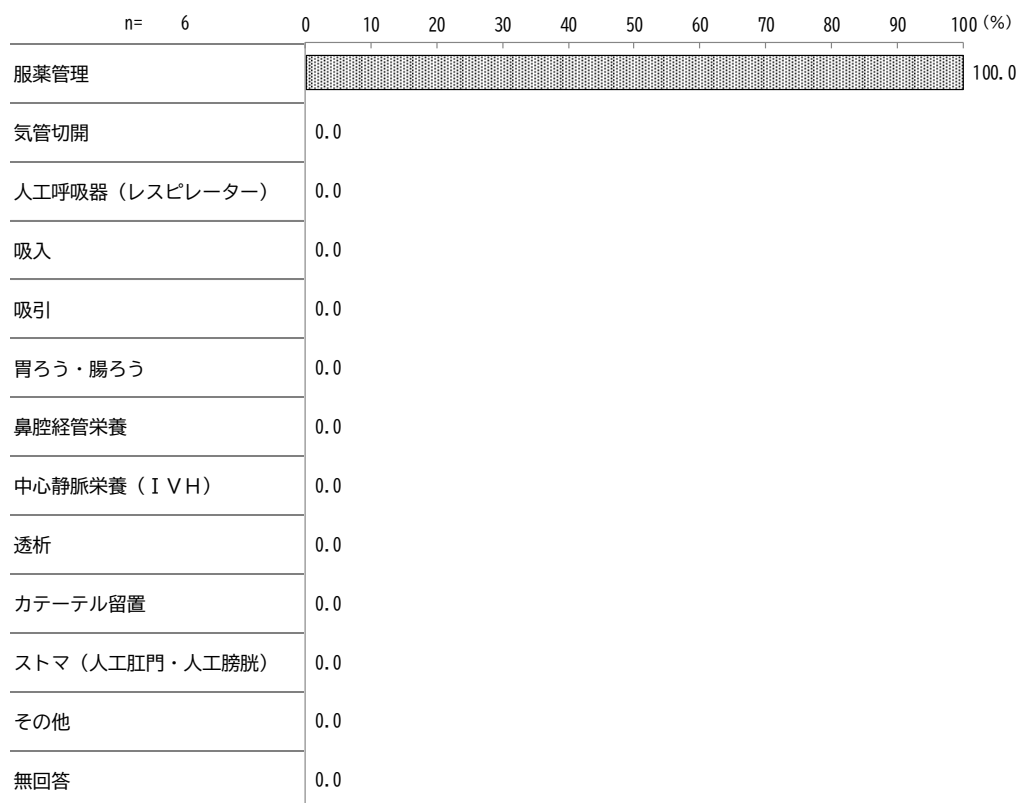 n= 6 0 10 20 30 40 50 60 70 80 90 100 (%)
服薬管理 100.0
気管切開 0.0
人工呼吸器（レスピレーター） 0.0
吸入 0.0
吸引 0.0
胃ろう・腸ろう 0.0
鼻腔経管栄養 0.0
中心静脈栄養（ＩＶＨ） 0.0
透析 0.0
カテーテル留置 0.0
ストマ（人工肛門・人工膀胱） 0.0
その他 0.0
無回答 0.0